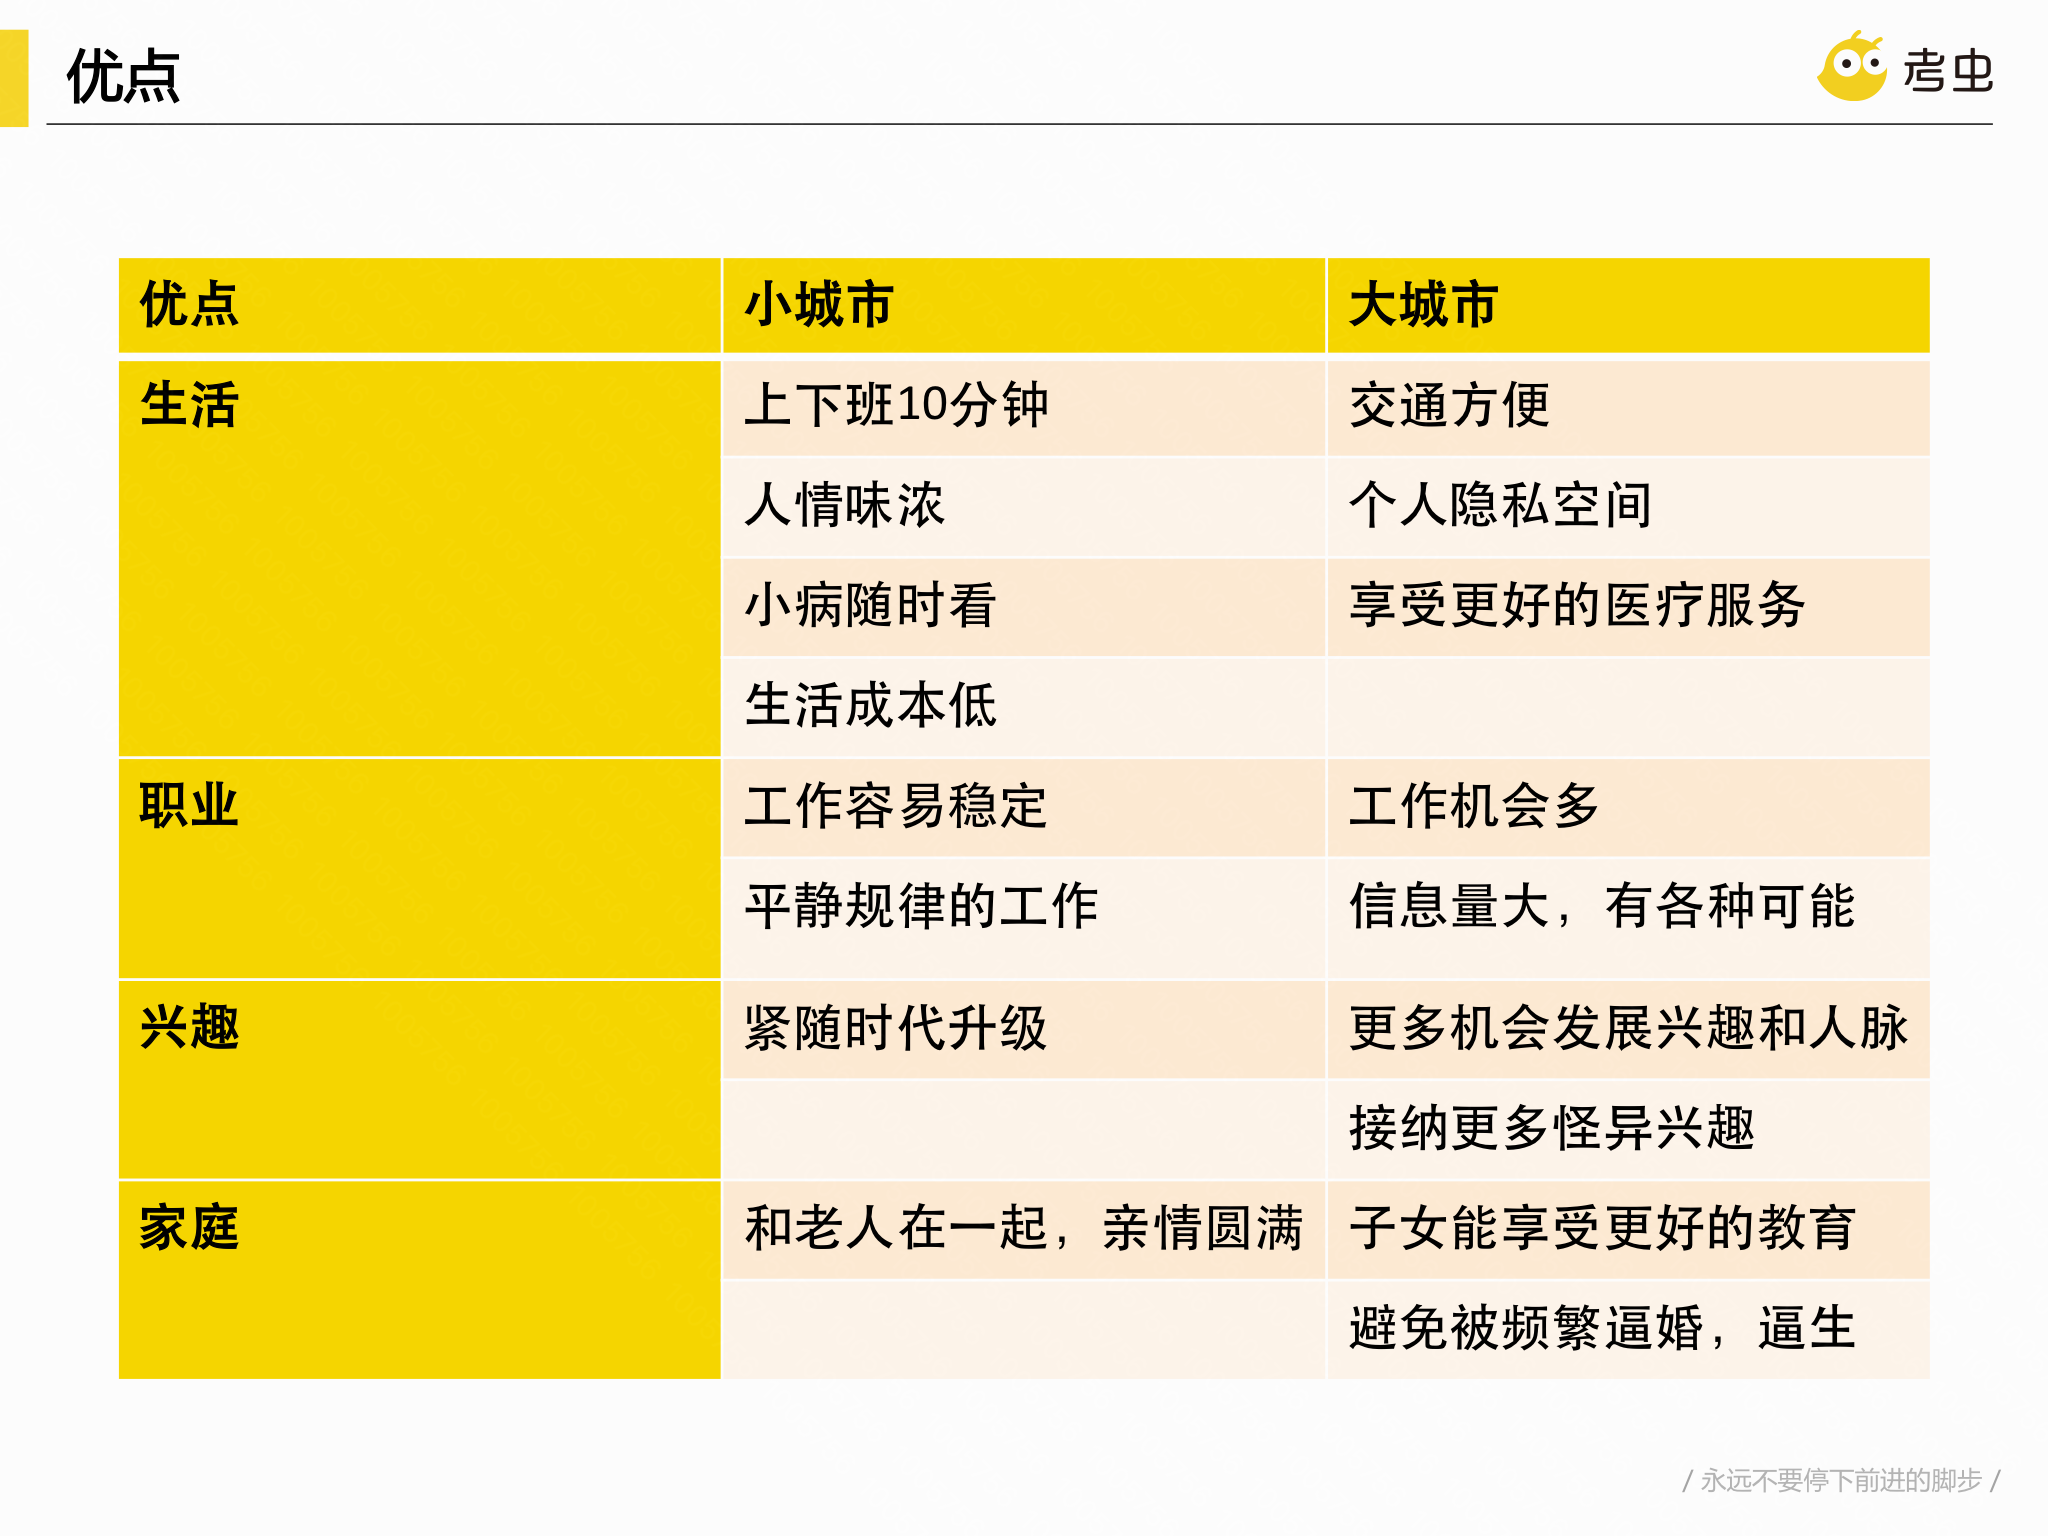 优点
考虫
优点 小城市 大城市
生活 上下班10分钟 交通方便
人情味浓 个人隐私空间
小病随时看 享受更好的医疗服务
生活成本低
职业 工作容易稳定 工作机会多
平静规律的工作 信息量大，有各种可能
兴趣 紧随时代升级 更多机会发展兴趣和人脉
接纳更多怪异兴趣
家庭 和老人在一起，亲情圆满 子女能享受更好的教育
避免被频繁逼婚，逼生
/ 永远不要停下前进的脚步 /